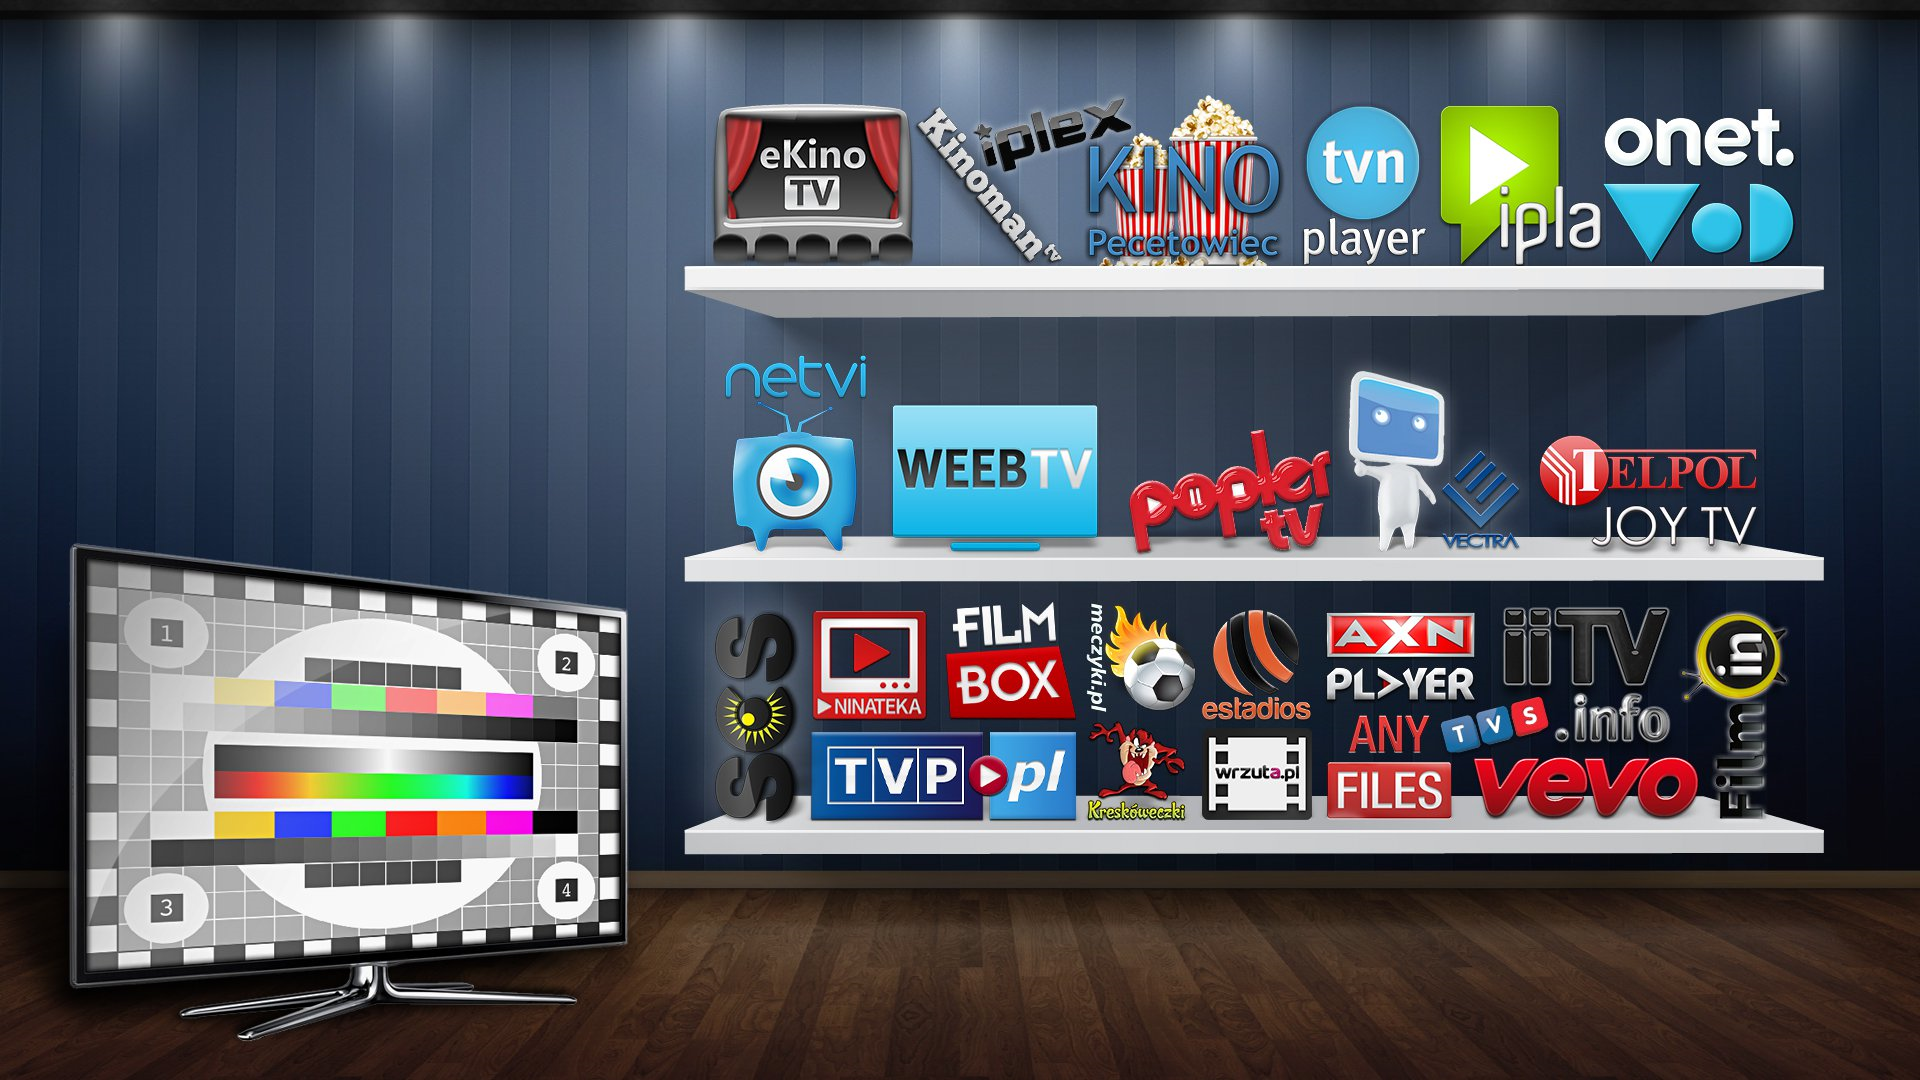 eKino
TV
Kinoman tv
iplex
KINO
Pecetowiec
tvn
player
ipla
onet.
VoD
netvi
WEEBTV
popler
tv
VECTRA
TELPOL
JOY TV
SOS
NINATEKA
FILM
BOX
meczyki.pl
estadios
AXN
PLAYER
iiTV
.info
Filmin
TVP.pl
Kreskóweczki
wrzuta.pl
ANY
FILES
TVS
vevo
1
2
3
4